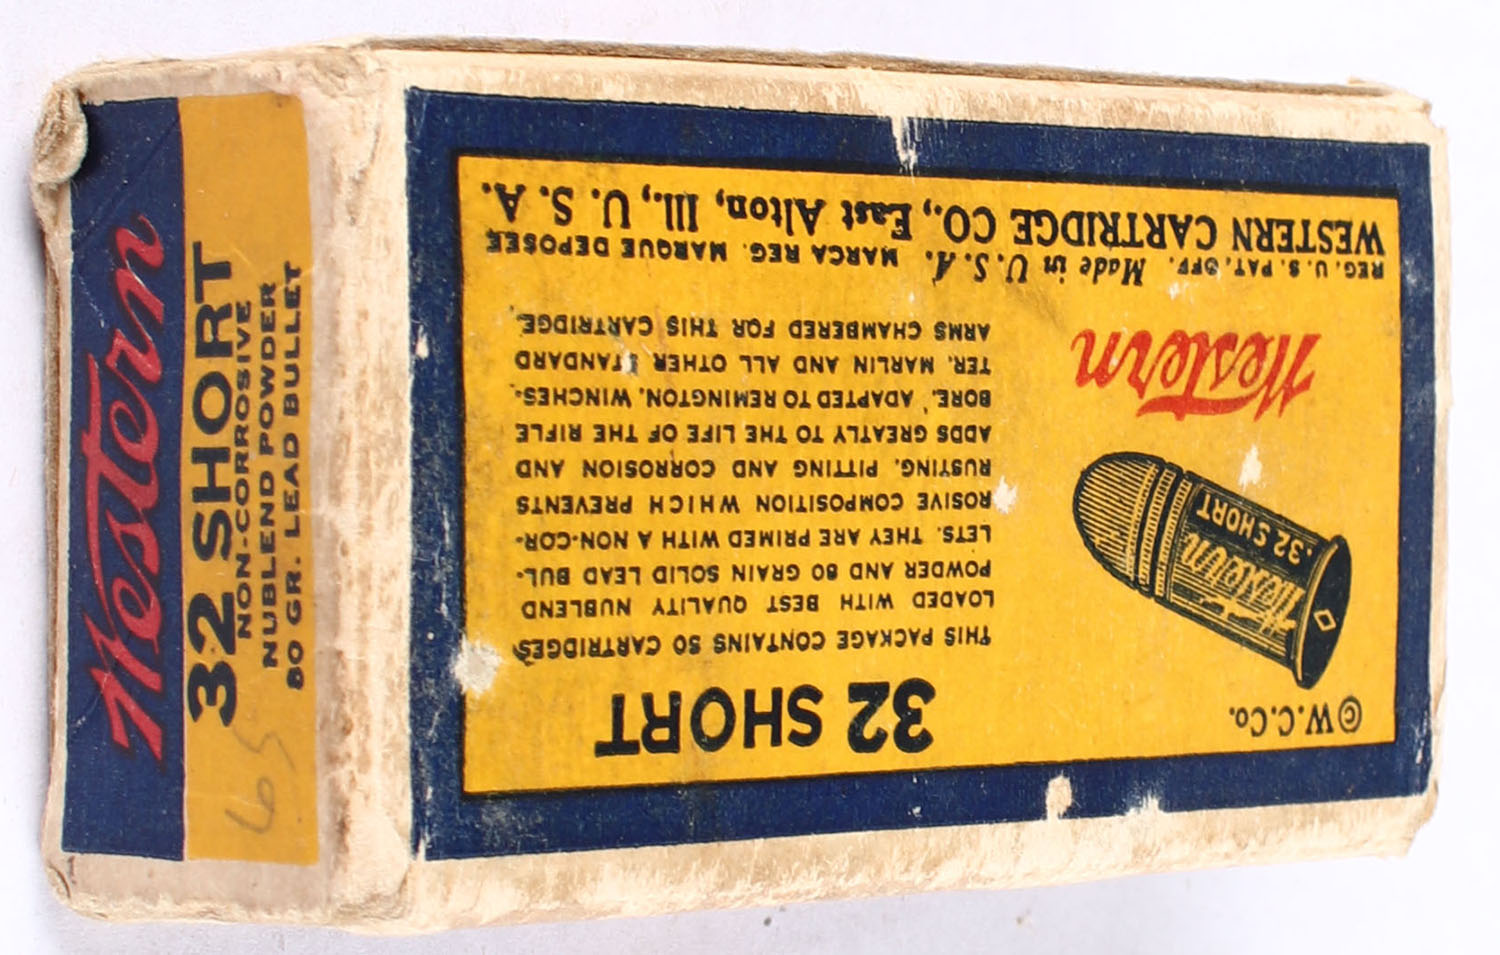 Western
32 SHORT
NON-CORROSIVE
NUBLEND POWDER
80 GR. LEAD BULLET
65
32 SHORT
THIS PACKAGE CONTAINS 50 CARTRIDGES
LOADED WITH BEST QUALITY NUBLEND
POWDER AND 80 GRAIN SOLID LEAD BUL-
LETS. THEY ARE PRIMED WITH A NON-COR-
ROSIVE COMPOSITION WHICH PREVENTS
RUSTING, PITTING AND CORROSION AND
ADDS GREATLY TO THE LIFE OF THE RIFLE
BORE. ADAPTED TO REMINGTON, WINCHES-
TER, MARLIN AND ALL OTHER STANDARD
ARMS CHAMBERED FOR THIS CARTRIDGE.
© W.C.Co.
Western
.32 SHORT
Western
REG. U.S. PAT. OFF. Made in U.S.A. MARCA REG. MARQUE DEPOSEE
WESTERN CARTRIDGE CO., East Alton, Ill., U.S.A.